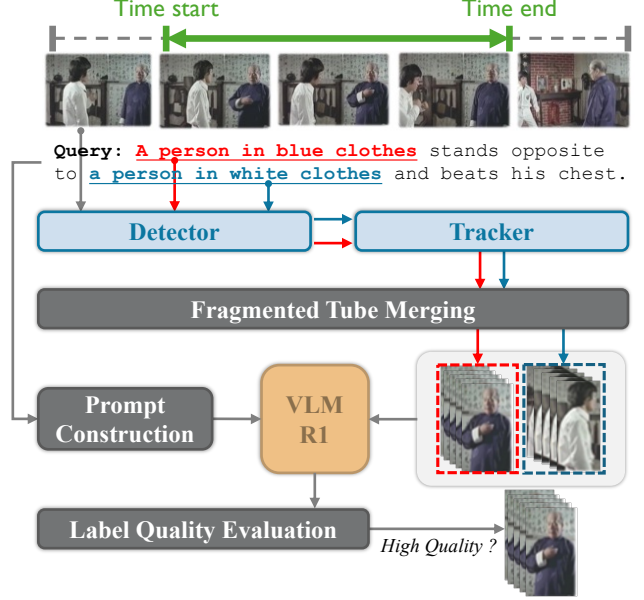 Time start
Time end
Query: A person in blue clothes stands opposite
to a person in white clothes and beats his chest.
Detector
Tracker
Fragmented Tube Merging
Prompt
Construction
VLM
R1
Label Quality Evaluation
High Quality ?